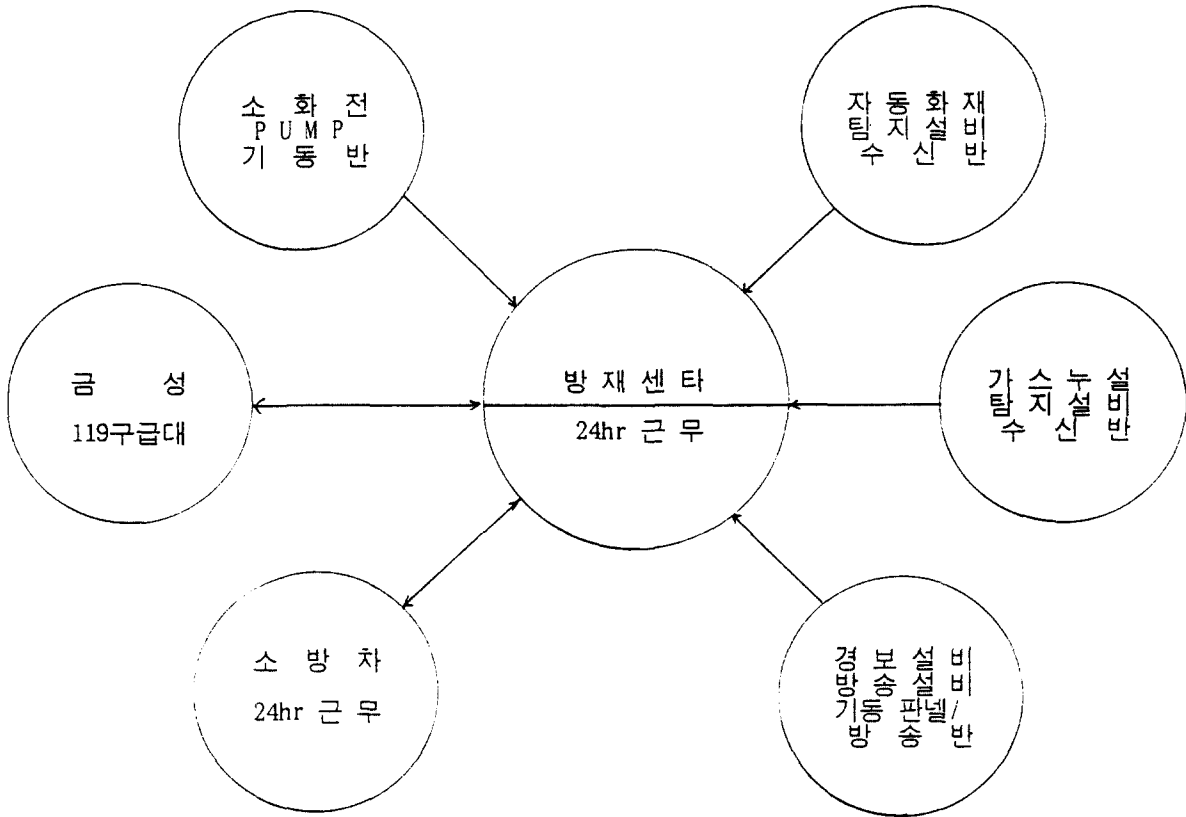 소 화 전
P U M P
기 동 반
자 동 화 재
탐 지 설 비
수 신 반
금 성
119구급대
방 재 센 타
24hr 근 무
가 스 누 설
탐 지 설 비
수 신 반
소 방 차
24hr 근 무
경 보 설 비
방 송 설 비
기동 판넬/
방 송 반